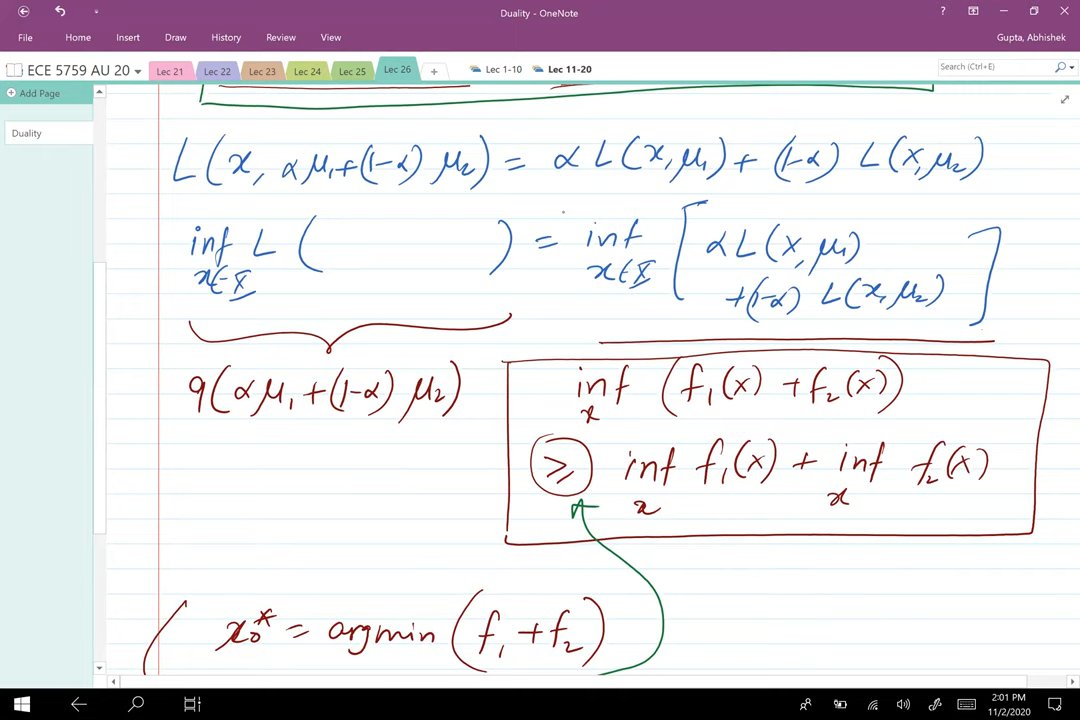 Duality - OneNote
?
File Home Insert Draw History Review View
Gupta, Abhishek
ECE 5759 AU 20
Lec 21 Lec 22 Lec 23 Lec 24 Lec 25 Lec 26 + Lec 1-10 Lec 11-20
Search (Ctrl+E)
Add Page
Duality
L(x, αμ₁+(1-α) μ₂) = α L(x, μ₁) + (1-α) L(x, μ₂)
inf L ( ) = inf [ αL(x, μ₁)
x∈X x∈X +(1-α) L(x, μ₂) ]
q(αμ₁+(1-α) μ₂)
inf (f₁(x) + f₂(x))
x
≥ inf f₁(x) + inf f₂(x)
x x
x₀* = argmin (f₁ + f₂)
2:01 PM
11/2/2020